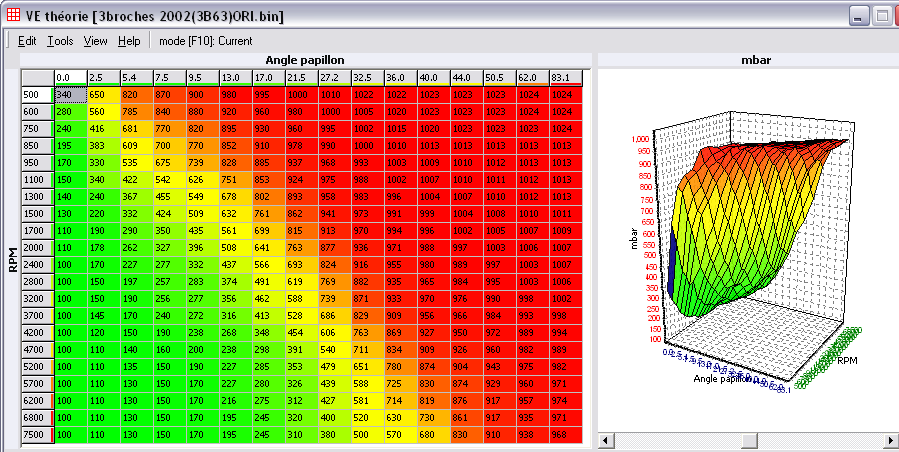 VE théorie [3broches 2002(3B63)ORI.bin]
Edit Tools View Help mode [F10]: Current
Angle papillon
mbar
0.0 2.5 5.4 7.5 9.5 13.0 17.0 21.5 27.2 32.5 36.0 40.0 44.0 50.5 62.0 83.1
500 340 650 820 870 900 980 995 1000 1010 1022 1022 1023 1023 1023 1024 1024
600 280 560 785 840 880 920 960 980 1000 1005 1020 1023 1023 1023 1024 1024
750 240 416 681 770 820 895 930 960 995 1002 1015 1020 1023 1023 1024 1024
850 195 383 609 700 770 852 910 978 990 1000 1010 1013 1013 1013 1013 1013
950 170 330 535 675 739 828 885 937 968 993 1003 1009 1010 1012 1013 1013
1100 150 340 422 542 626 751 853 924 975 988 1002 1007 1010 1011 1012 1013
1300 140 240 367 455 549 678 802 893 958 983 996 1004 1007 1010 1012 1013
1500 130 220 332 424 509 632 761 862 941 973 991 999 1004 1008 1010 1011
1700 110 190 290 350 435 561 699 815 913 970 994 996 1002 1005 1007 1009
2000 110 178 262 327 396 508 641 763 877 936 971 988 997 1003 1006 1007
2400 100 170 227 277 332 437 566 693 824 916 955 980 989 997 1003 1007
2800 100 150 197 257 283 374 491 619 769 882 935 965 984 995 1003 1006
3200 100 150 190 256 277 356 462 588 739 871 933 970 976 990 998 1002
3700 100 145 170 240 272 316 413 528 686 829 909 956 966 984 993 998
4200 100 120 150 190 238 268 348 454 606 763 869 927 950 972 989 994
4700 100 110 140 160 200 238 298 391 540 711 834 909 926 960 982 989
5200 100 110 135 150 190 227 285 353 479 651 780 874 904 943 975 982
5700 100 110 130 150 170 227 280 326 439 588 725 830 874 929 960 971
6200 100 110 130 150 170 216 275 312 427 581 714 819 876 917 957 974
6800 100 110 130 150 170 195 245 320 400 520 630 730 861 917 935 971
7500 100 110 130 150 170 195 245 310 380 500 570 680 830 910 938 968
RPM
1,000
950
900
850
800
750
700
650
600
550
500
450
400
350
300
250
200
150
100
mbar
Angle papillon
RPM